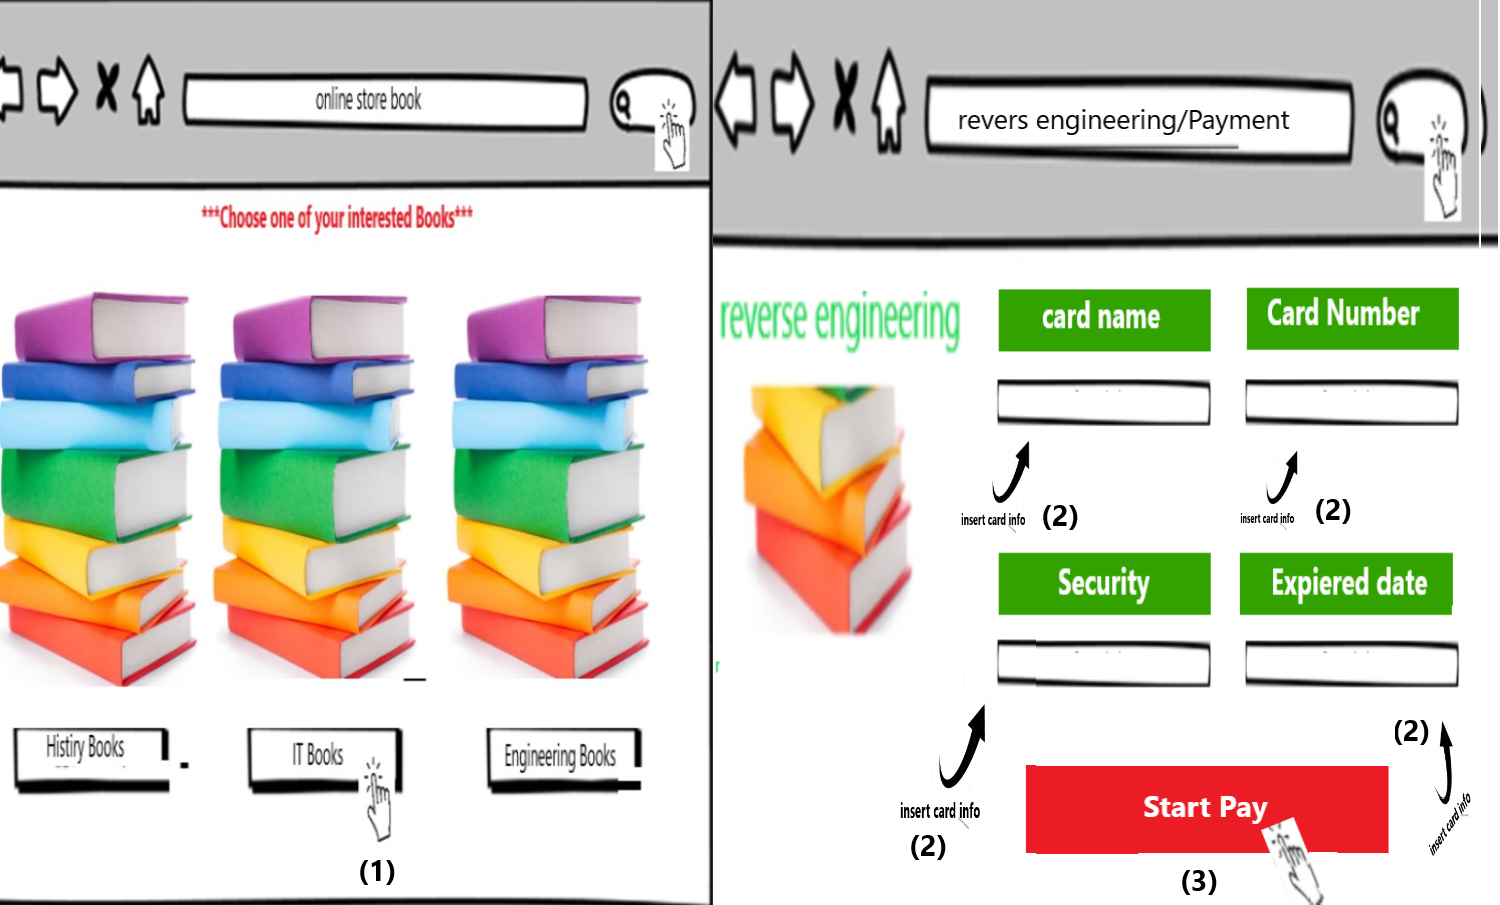 online store book
***Choose one of your interested Books***
Histiry Books
IT Books
Engineering Books
(1)
revers engineering/Payment
reverse engineering
card name
Card Number
insert card info
(2)
insert card info
(2)
Security
Expiered date
insert card info
(2)
(2)
insert card info
Start Pay
(3)
r